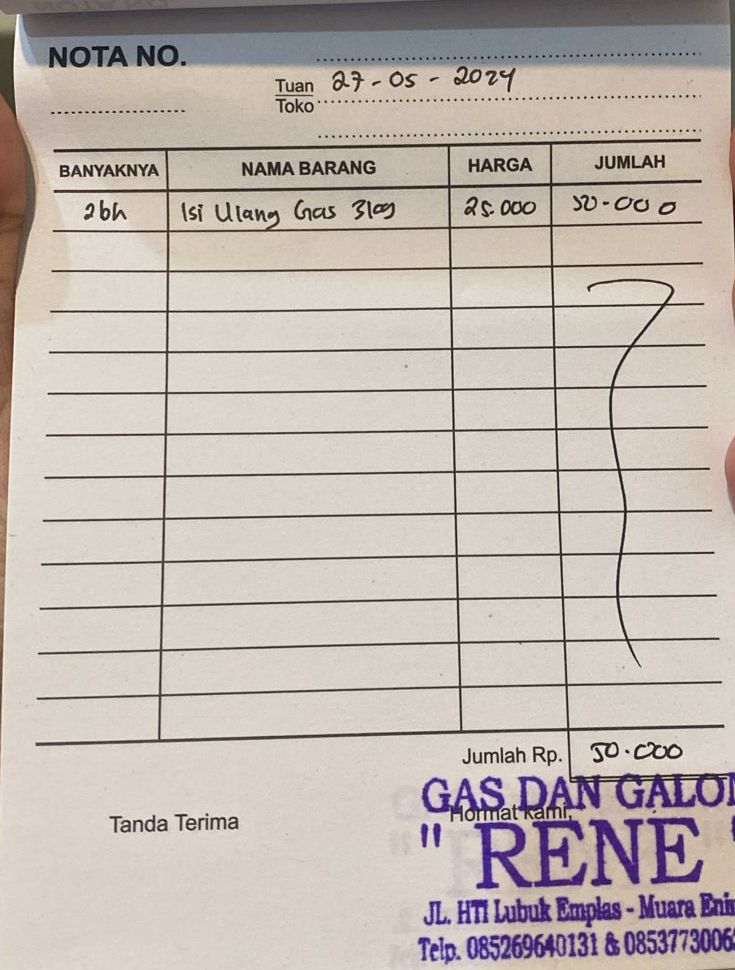 NOTA NO.
27-05-2024
Tuan
Toko
BANYAKNYA NAMA BARANG HARGA JUMLAH
2bh Isi Ulang Gas 3kg 25.000 50.000
Jumlah Rp. 50.000
Tanda Terima
Hormat kami,
GAS DAN GALON
"RENE"
JL. HTI Lubuk Emplas - Muara Enim
Telp. 085269640131 & 0853773006